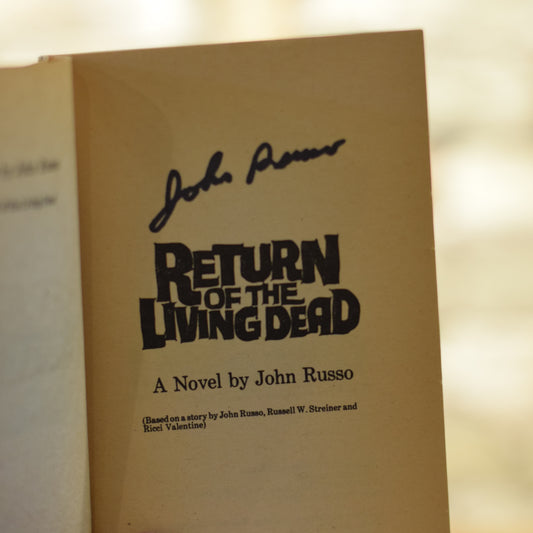 John Russo
RETURN
OF THE
LIVING DEAD
A Novel by John Russo
(Based on a story by John Russo, Russell W. Streiner and
Ricci Valentine)